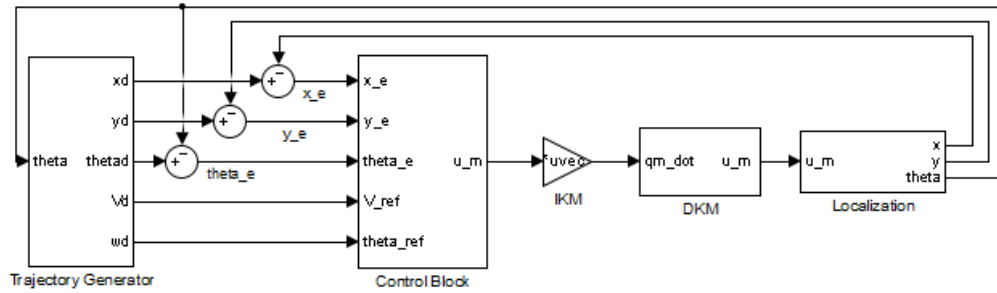 xd
yd
thetad
Vd
wd
theta
Trajectory Generator
x_e
y_e
theta_e
x_e
y_e
theta_e
V_ref
theta_ref
u_m
Control Block
*uvec
IKM
qm_dot
u_m
DKM
u_m
x
y
theta
Localization